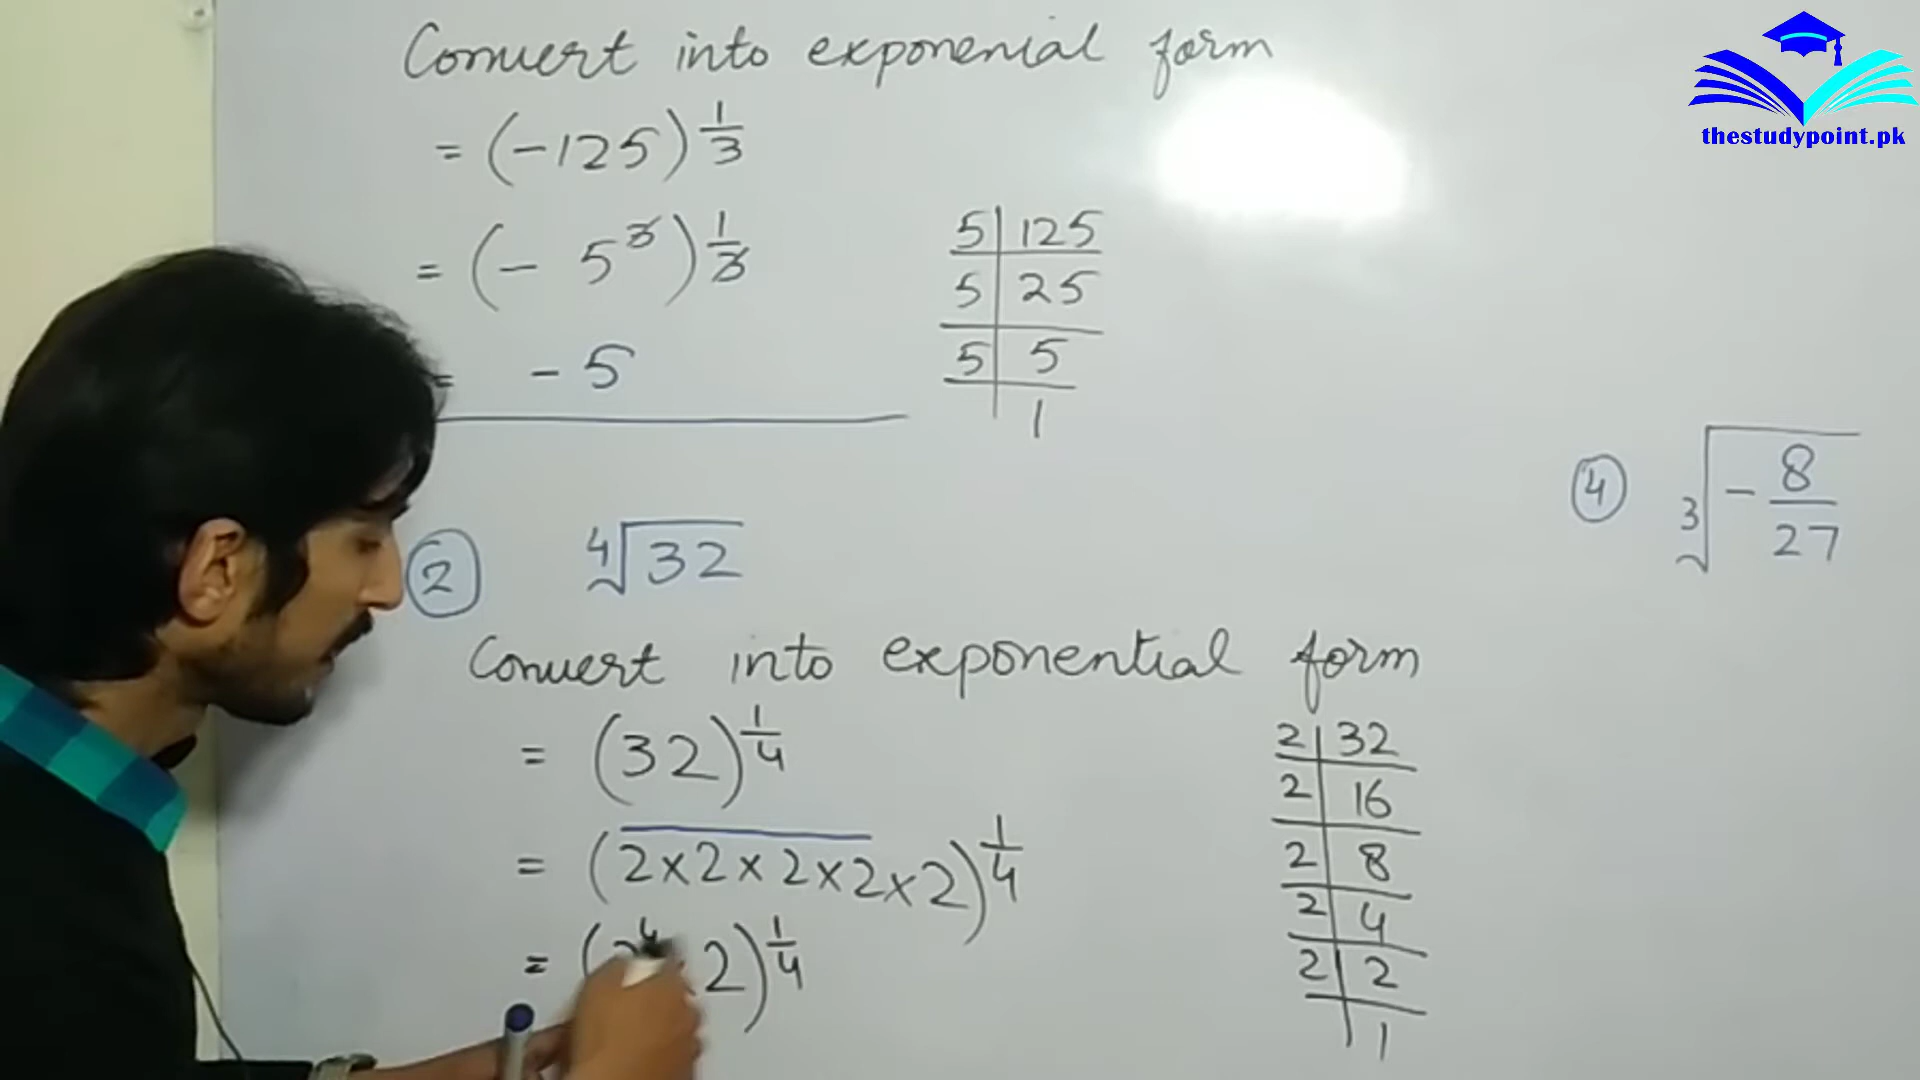 Convert into exponenial form
= (-125)^1/3
= (- 5^3)^1/3
= - 5
5 | 125
5 | 25
5 | 5
1
② ∜32
Convert into exponential form
= (32)^1/4
= (2×2×2×2×2)^1/4
= (2^4 × 2)^1/4
2 | 32
2 | 16
2 | 8
2 | 4
2 | 2
1
④ ∛-8/27
thestudypoint.pk